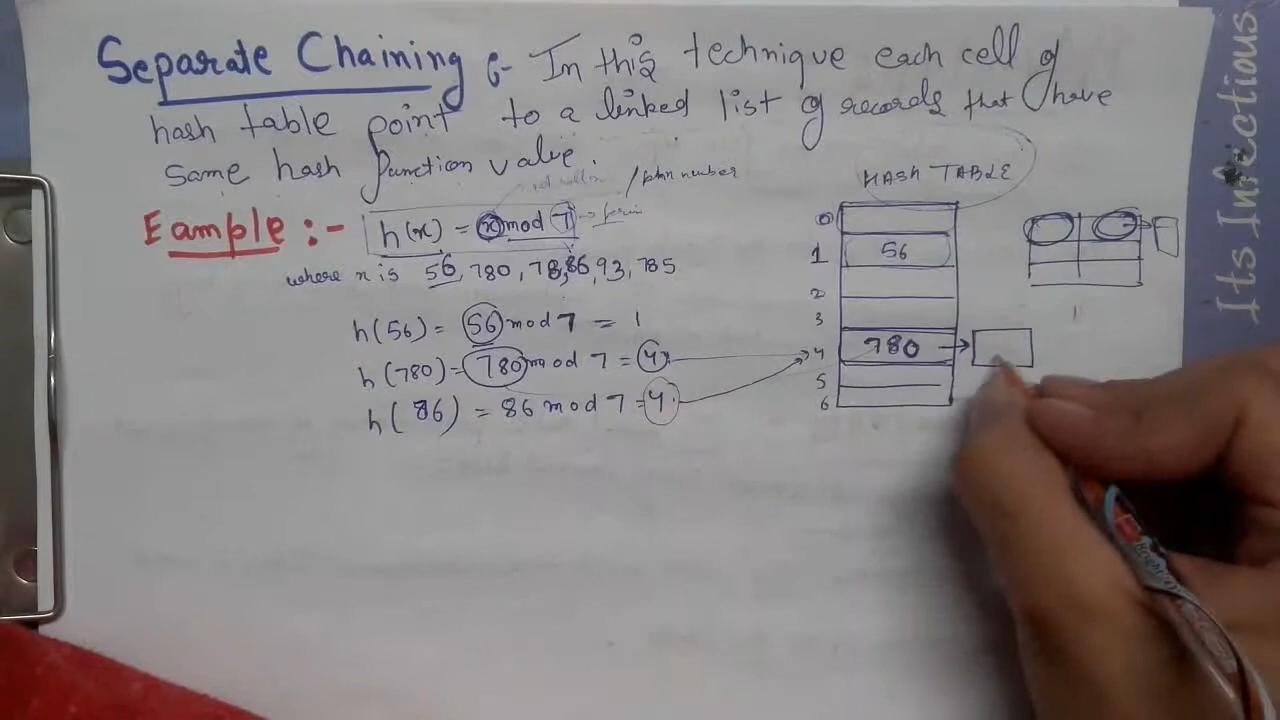 Separate Chaining :- In this technique each cell of
hash table point to a linked list of records that have
same hash function value.
/phn number
HASH TABLE
Eample :- h(x) = x mod 7
where x is 56, 780, 78, 86, 93, 785
h(56) = 56 mod 7 = 1
h(780) = 780 mod 7 = 4
h(86) = 86 mod 7 = 4
0
1 56
2
3
4 780
5
6
Its Infectious